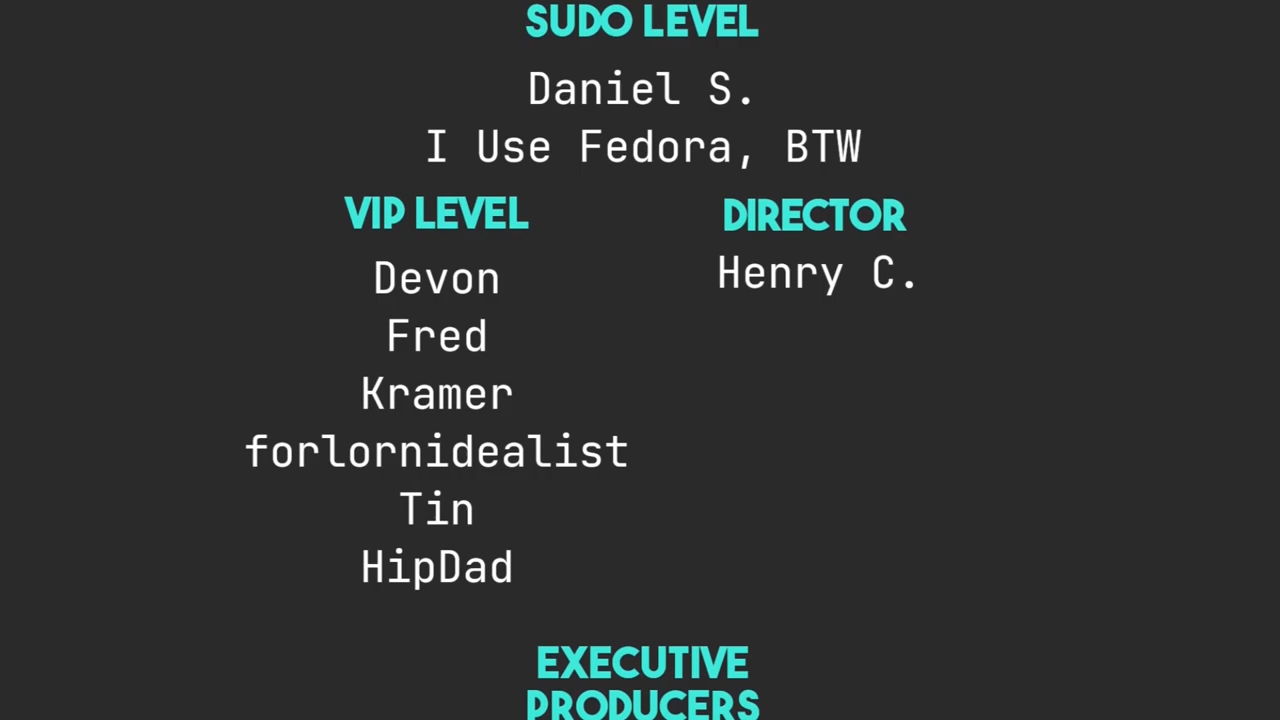 SUDO LEVEL
Daniel S.
I Use Fedora, BTW
VIP LEVEL
Devon
Fred
Kramer
forlornidealist
Tin
HipDad
DIRECTOR
Henry C.
EXECUTIVE
PRODUCERS